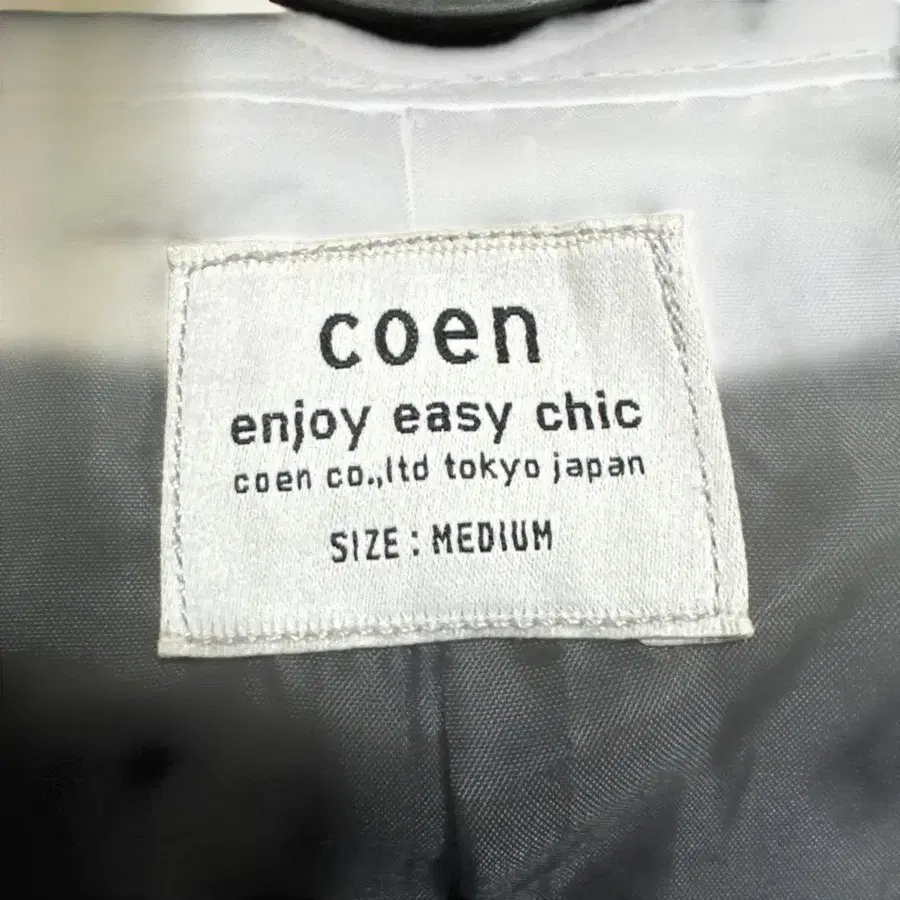 coen
enjoy easy chic
coen co.,ltd tokyo japan
SIZE : MEDIUM